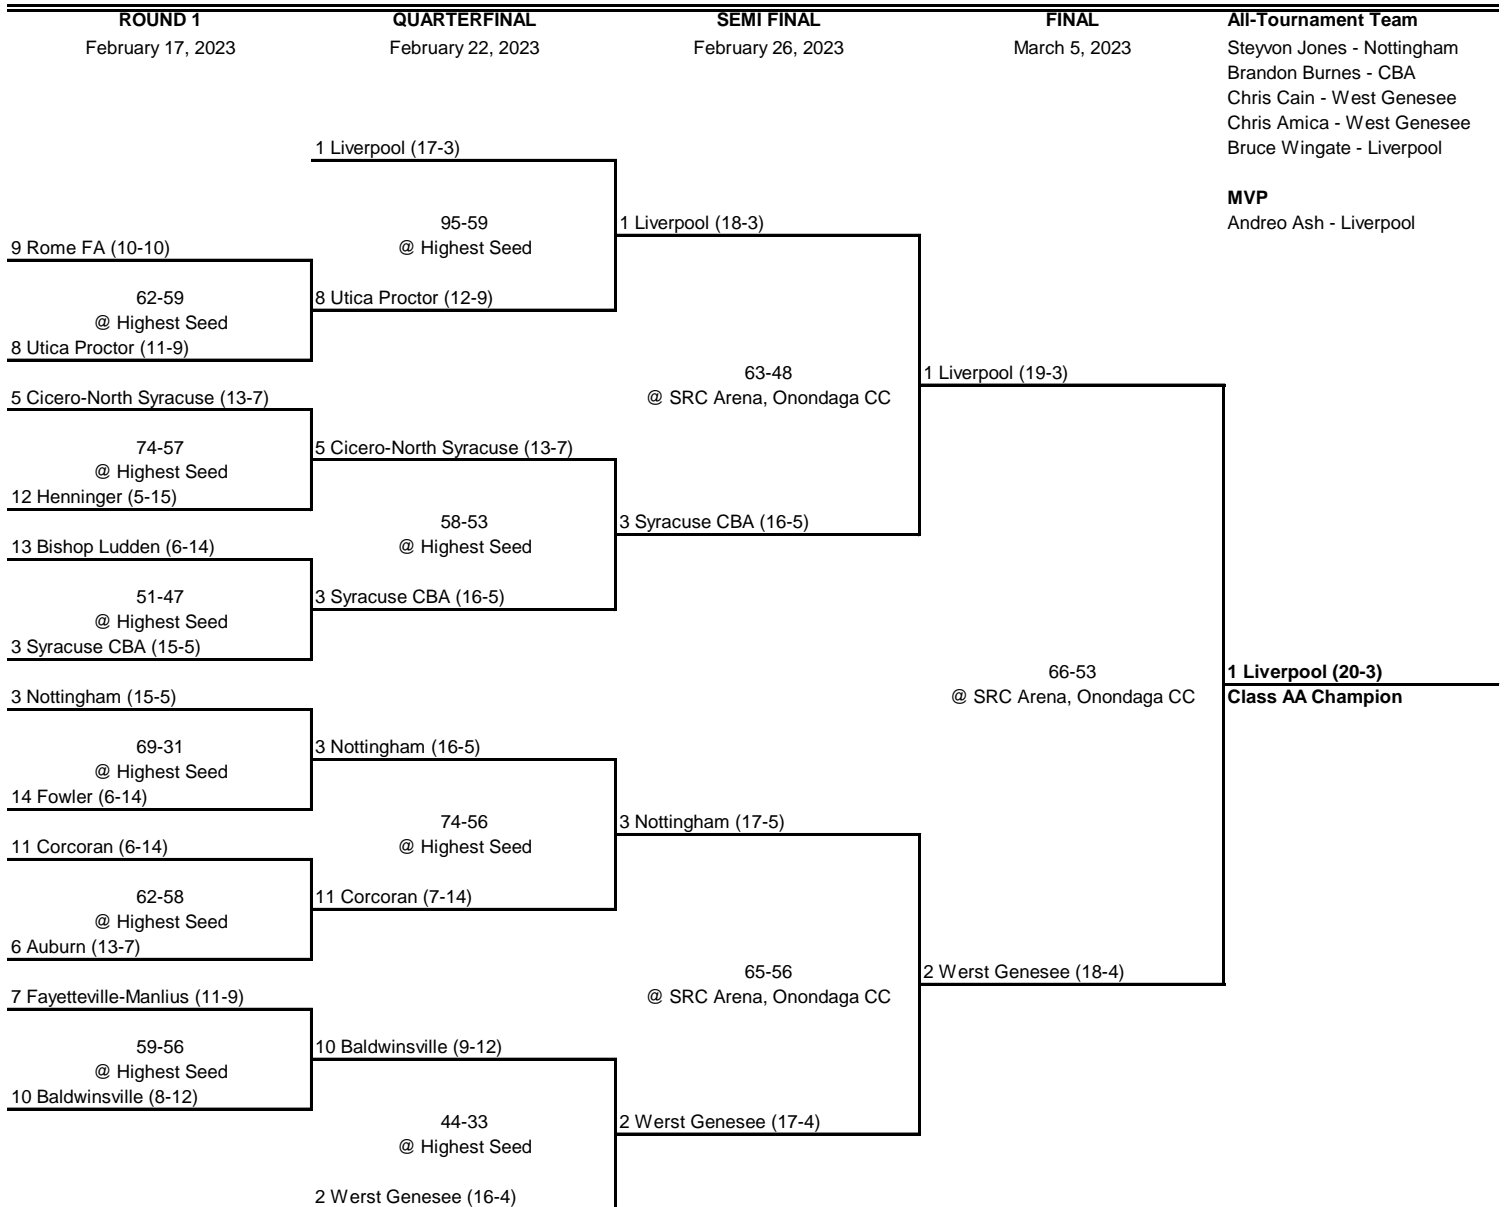 ROUND 1
February 17, 2023
QUARTERFINAL
February 22, 2023
SEMI FINAL
February 26, 2023
FINAL
March 5, 2023
All-Tournament Team
Steyvon Jones - Nottingham
Brandon Burnes - CBA
Chris Cain - West Genesee
Chris Amica - West Genesee
Bruce Wingate - Liverpool
MVP
Andreo Ash - Liverpool
9 Rome FA (10-10)
62-59
@ Highest Seed
8 Utica Proctor (11-9)
5 Cicero-North Syracuse (13-7)
74-57
@ Highest Seed
12 Henninger (5-15)
13 Bishop Ludden (6-14)
51-47
@ Highest Seed
3 Syracuse CBA (15-5)
3 Nottingham (15-5)
69-31
@ Highest Seed
14 Fowler (6-14)
11 Corcoran (6-14)
62-58
@ Highest Seed
6 Auburn (13-7)
7 Fayetteville-Manlius (11-9)
59-56
@ Highest Seed
10 Baldwinsville (8-12)
1 Liverpool (17-3)
95-59
@ Highest Seed
8 Utica Proctor (12-9)
5 Cicero-North Syracuse (13-7)
58-53
@ Highest Seed
3 Syracuse CBA (16-5)
3 Nottingham (16-5)
74-56
@ Highest Seed
11 Corcoran (7-14)
10 Baldwinsville (9-12)
44-33
@ Highest Seed
2 Werst Genesee (16-4)
1 Liverpool (18-3)
63-48
@ SRC Arena, Onondaga CC
3 Syracuse CBA (16-5)
3 Nottingham (17-5)
65-56
@ SRC Arena, Onondaga CC
2 Werst Genesee (17-4)
1 Liverpool (19-3)
66-53
@ SRC Arena, Onondaga CC
2 Werst Genesee (18-4)
1 Liverpool (20-3)
Class AA Champion